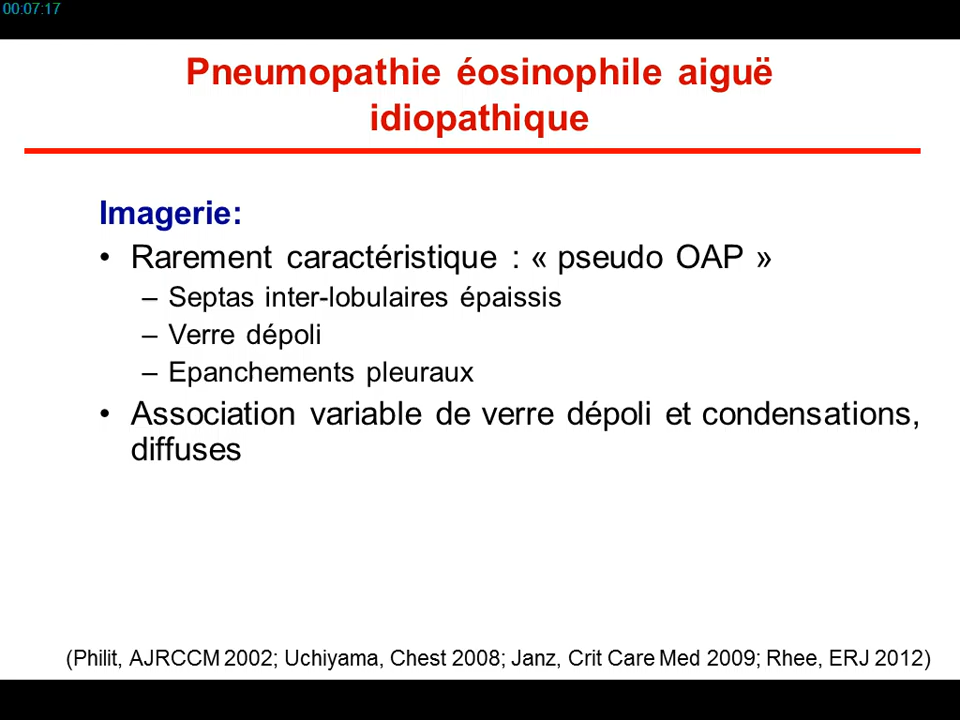 00:07:17
Pneumopathie éosinophile aiguë
idiopathique
Imagerie:
• Rarement caractéristique : « pseudo OAP »
– Septas inter-lobulaires épaissis
– Verre dépoli
– Epanchements pleuraux
• Association variable de verre dépoli et condensations,
diffuses
(Philit, AJRCCM 2002; Uchiyama, Chest 2008; Janz, Crit Care Med 2009; Rhee, ERJ 2012)